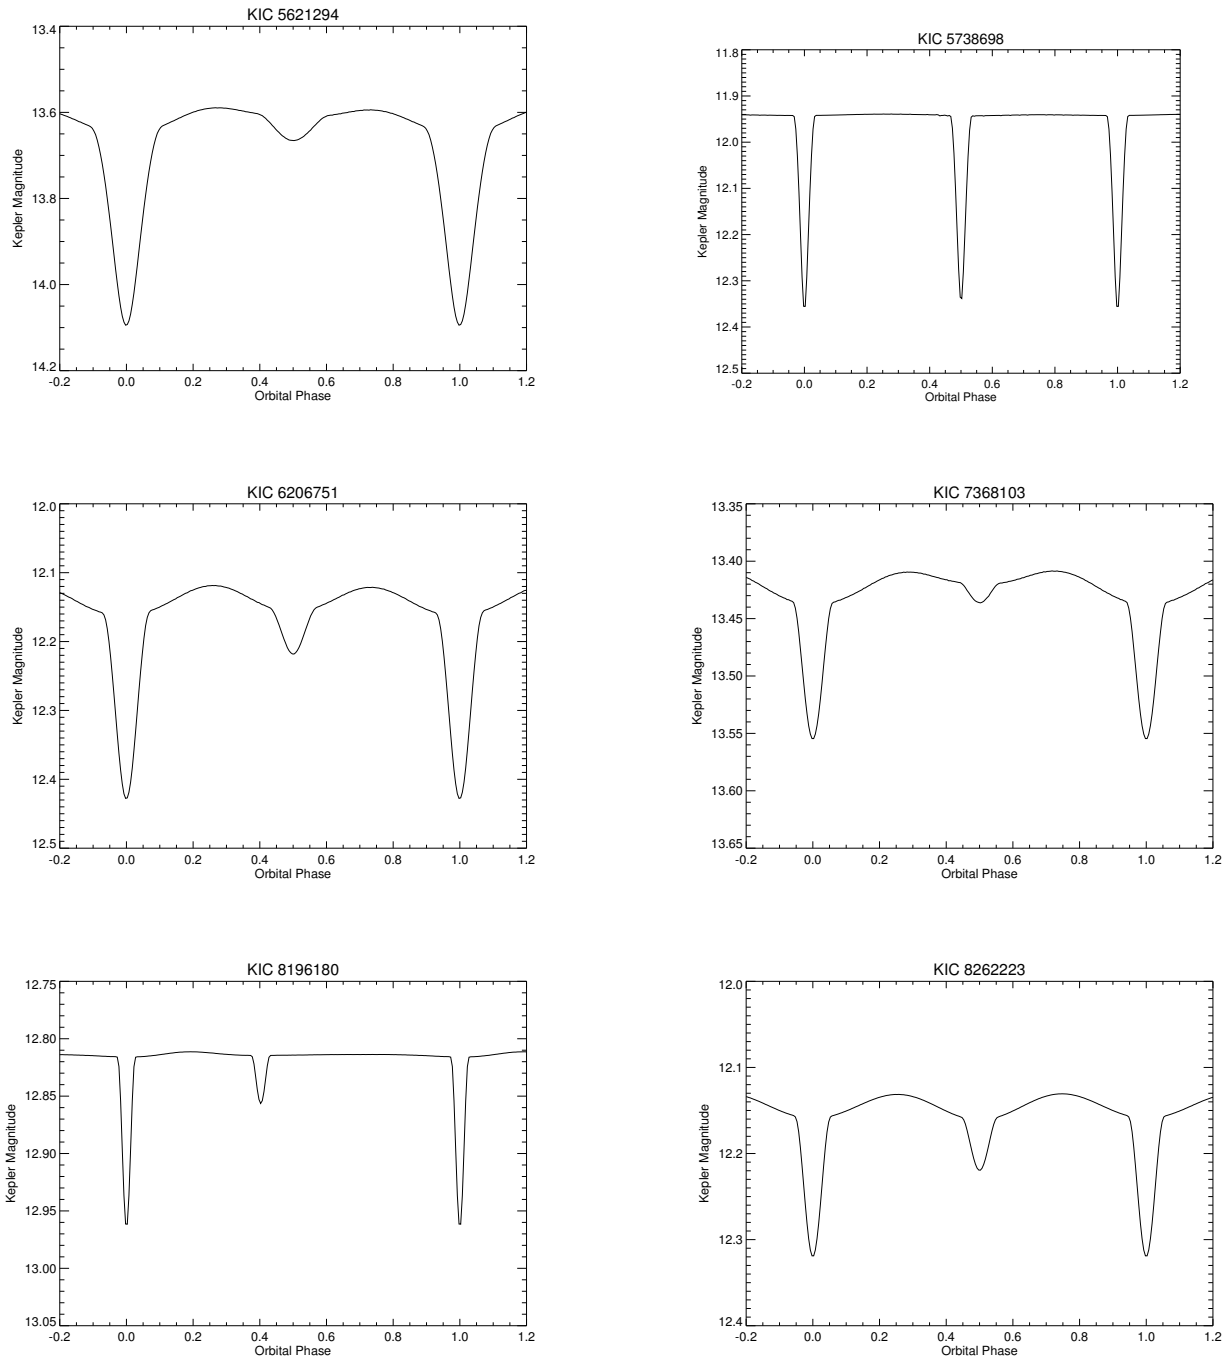 KIC 5621294
13.4
13.6
13.8
14.0
14.2
Kepler Magnitude
-0.2 0.0 0.2 0.4 0.6 0.8 1.0 1.2
Orbital Phase
KIC 5738698
11.8
11.9
12.0
12.1
12.2
12.3
12.4
12.5
Kepler Magnitude
-0.2 0.0 0.2 0.4 0.6 0.8 1.0 1.2
Orbital Phase
KIC 6206751
12.0
12.1
12.2
12.3
12.4
12.5
Kepler Magnitude
-0.2 0.0 0.2 0.4 0.6 0.8 1.0 1.2
Orbital Phase
KIC 7368103
13.35
13.40
13.45
13.50
13.55
13.60
13.65
Kepler Magnitude
-0.2 0.0 0.2 0.4 0.6 0.8 1.0 1.2
Orbital Phase
KIC 8196180
12.75
12.80
12.85
12.90
12.95
13.00
13.05
Kepler Magnitude
-0.2 0.0 0.2 0.4 0.6 0.8 1.0 1.2
Orbital Phase
KIC 8262223
12.0
12.1
12.2
12.3
12.4
Kepler Magnitude
-0.2 0.0 0.2 0.4 0.6 0.8 1.0 1.2
Orbital Phase